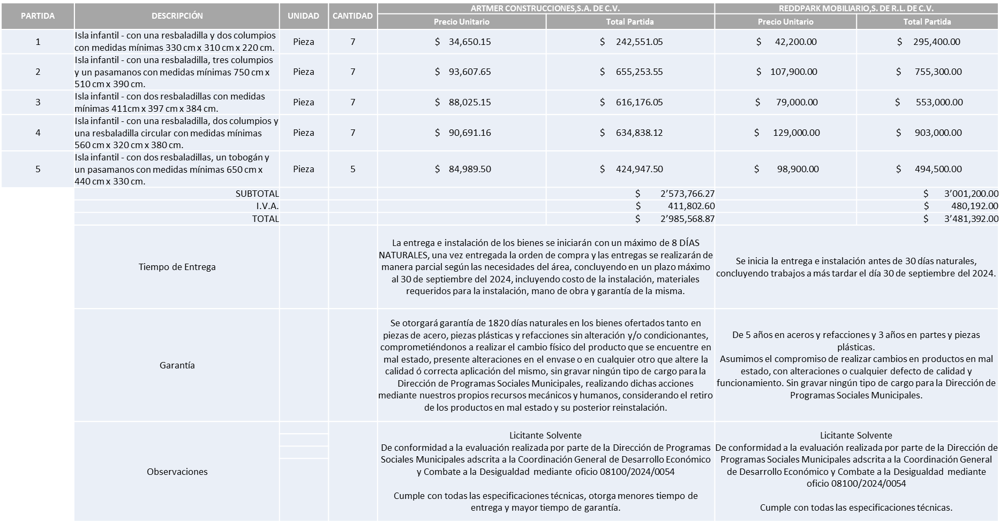 PARTIDA DESCRIPCIÓN UNIDAD CANTIDAD ARTMER CONSTRUCCIONES,S.A. DE C.V. REDDPARK MOBILIARIO,S. DE R.L. DE C.V.
Precio Unitario Total Partida Precio Unitario Total Partida
1 Isla infantil - con una resbaladilla y dos columpios
con medidas mínimas 330 cm x 310 cm x 220 cm. Pieza 7 $ 34,650.15 $ 242,551.05 $ 42,200.00 $ 295,400.00
2 Isla infantil - con una resbaladilla, tres columpios
y un pasamanos con medidas mínimas 750 cm x
510 cm x 390 cm. Pieza 7 $ 93,607.65 $ 655,253.55 $ 107,900.00 $ 755,300.00
3 Isla infantil - con dos resbaladillas con medidas
mínimas 411cm x 397 cm x 384 cm. Pieza 7 $ 88,025.15 $ 616,176.05 $ 79,000.00 $ 553,000.00
4 Isla infantil - con una resbaladilla, dos columpios y
una resbaladilla circular con medidas mínimas
560 cm x 320 cm x 380 cm. Pieza 7 $ 90,691.16 $ 634,838.12 $ 129,000.00 $ 903,000.00
5 Isla infantil - con dos resbaladillas, un tobogán y
un pasamanos con medidas mínimas 650 cm x
440 cm x 330 cm. Pieza 5 $ 84,989.50 $ 424,947.50 $ 98,900.00 $ 494,500.00
SUBTOTAL $ 2’573,766.27 $ 3’001,200.00
I.V.A. $ 411,802.60 $ 480,192.00
TOTAL $ 2’985,568.87 $ 3’481,392.00
Tiempo de Entrega
La entrega e instalación de los bienes se iniciarán con un máximo de 8 DÍAS
NATURALES, una vez entregada la orden de compra y las entregas se realizarán de
manera parcial según las necesidades del área, concluyendo en un plazo máximo
al 30 de septiembre del 2024, incluyendo costo de la instalación, materiales
requeridos para la instalación, mano de obra y garantía de la misma.
Se inicia la entrega e instalación antes de 30 días naturales,
concluyendo trabajos a más tardar el día 30 de septiembre del 2024.
Garantía
Se otorgará garantía de 1820 días naturales en los bienes ofertados tanto en
piezas de acero, piezas plásticas y refacciones sin alteración y/o condicionantes,
comprometiéndonos a realizar el cambio físico del producto que se encuentre en
mal estado, presente alteraciones en el envase o en cualquier otro que altere la
calidad ó correcta aplicación del mismo, sin gravar ningún tipo de cargo para la
Dirección de Programas Sociales Municipales, realizando dichas acciones
mediante nuestros propios recursos mecánicos y humanos, considerando el retiro
de los productos en mal estado y su posterior reinstalación.
De 5 años en aceros y refacciones y 3 años en partes y piezas
plásticas.
Asumimos el compromiso de realizar cambios en productos en mal
estado, con alteraciones o cualquier defecto de calidad y
funcionamiento. Sin gravar ningún tipo de cargo para la Dirección de
Programas Sociales Municipales.
Observaciones
Licitante Solvente
De conformidad a la evaluación realizada por parte de la Dirección de Programas
Sociales Municipales adscrita a la Coordinación General de Desarrollo Económico
y Combate a la Desigualdad mediante oficio 08100/2024/0054
Cumple con todas las especificaciones técnicas, otorga menores tiempo de
entrega y mayor tiempo de garantía.
Licitante Solvente
De conformidad a la evaluación realizada por parte de la Dirección de
Programas Sociales Municipales adscrita a la Coordinación General
de Desarrollo Económico y Combate a la Desigualdad mediante
oficio 08100/2024/0054
Cumple con todas las especificaciones técnicas.